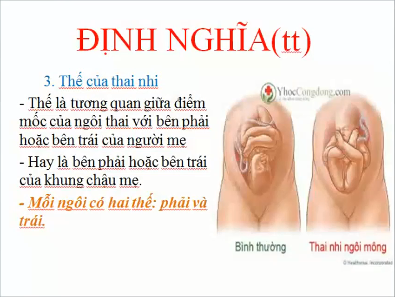 ĐỊNH NGHĨA(tt)
3. Thế của thai nhi
- Thế là tương quan giữa điểm
mốc của ngôi thai với bên phải
hoặc bên trái của người mẹ
- Hay là bên phải hoặc bên trái
của khung châu mẹ.
- Mỗi ngôi có hai thế: phải và
trái.
YhocCongdong.com
Bình thường
Thai nhi ngôi mông